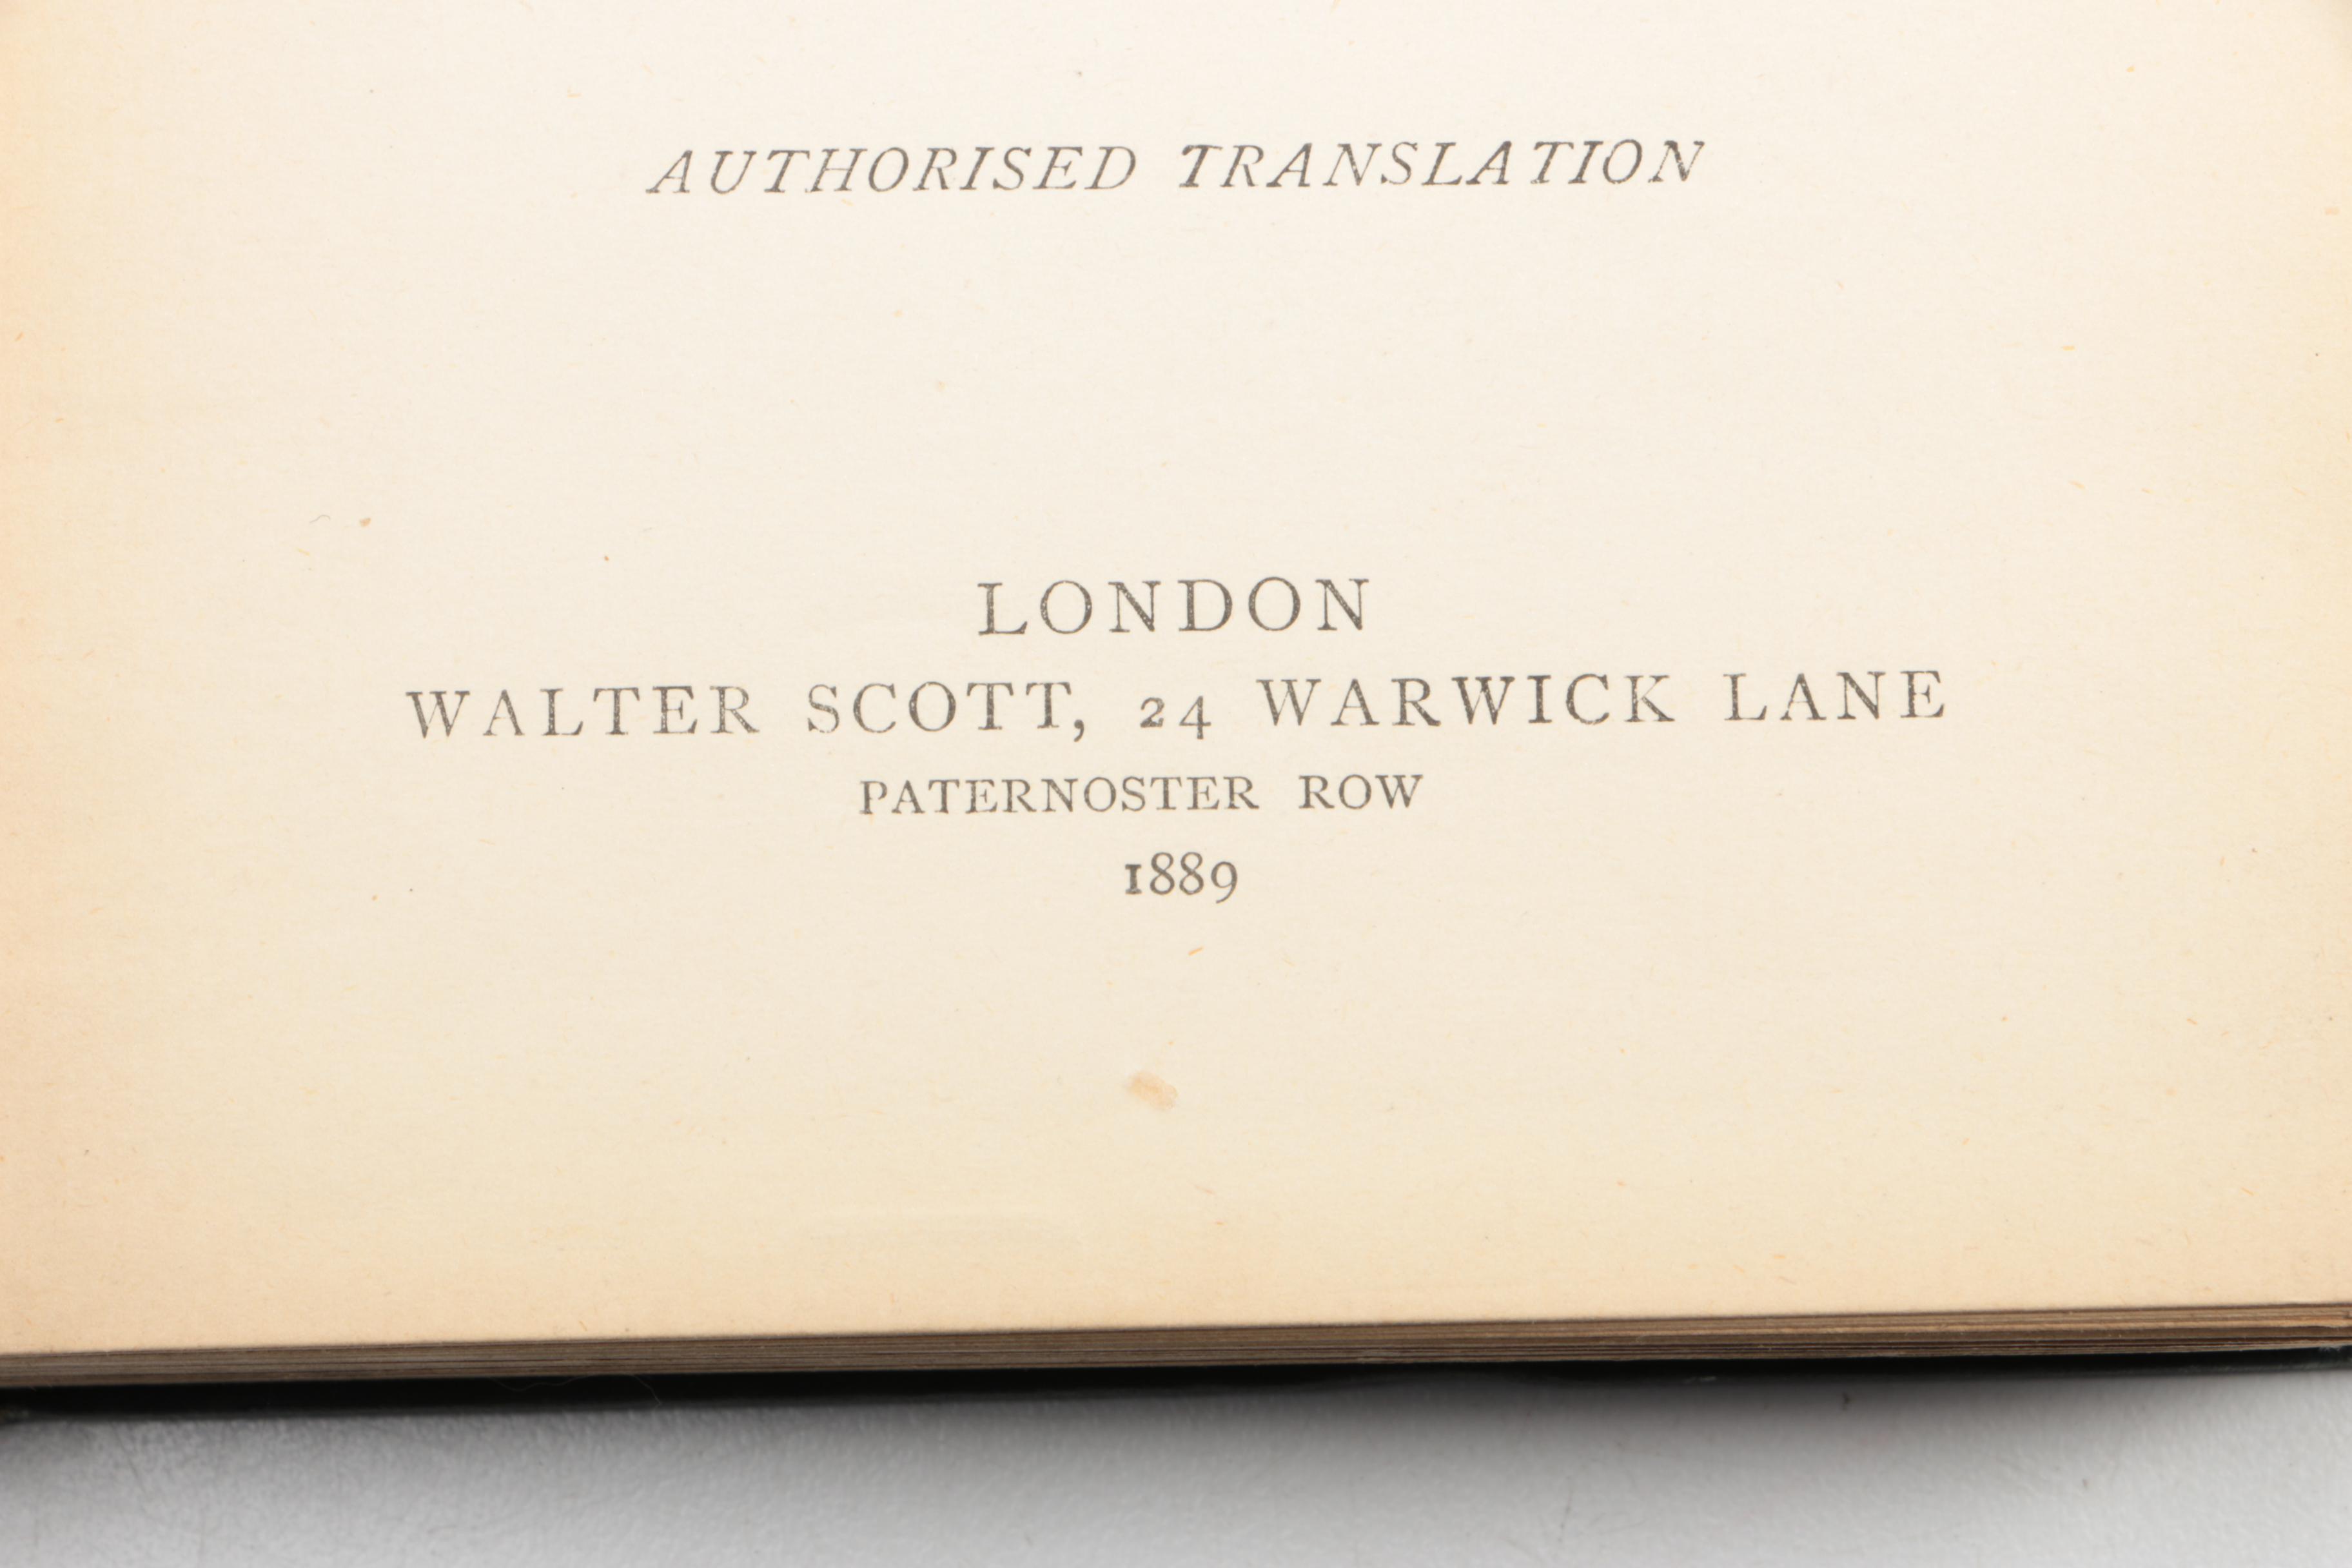 AUTHORISED TRANSLATION
LONDON
WALTER SCOTT, 24 WARWICK LANE
PATERNOSTER ROW
1889